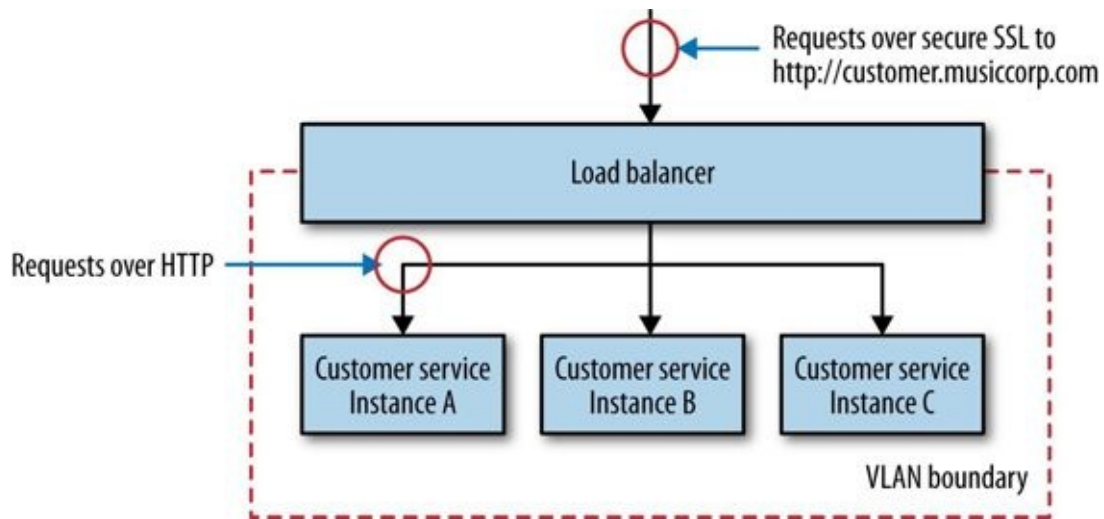 Requests over secure SSL to
http://customer.musiccorp.com
Load balancer
Requests over HTTP
Customer service
Instance A
Customer service
Instance B
Customer service
Instance C
VLAN boundary